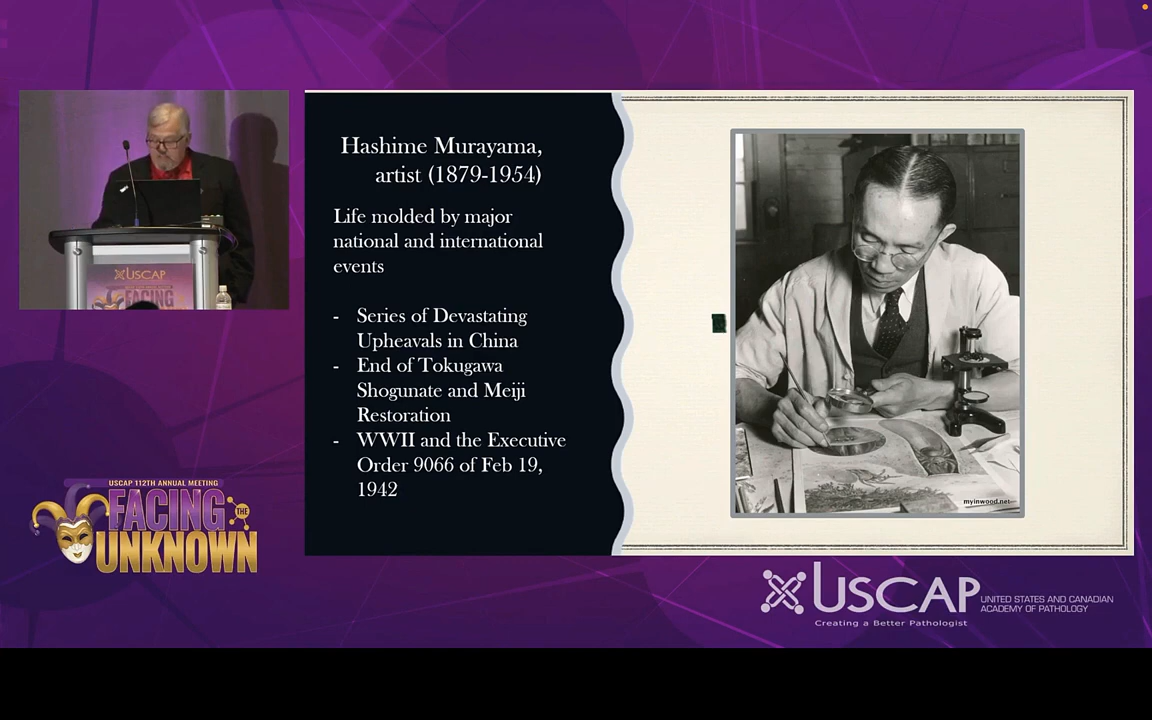 Hashime Murayama,
artist (1879-1954)
Life molded by major
national and international
events
- Series of Devastating
Upheavals in China
- End of Tokugawa
Shogunate and Meiji
Restoration
- WWII and the Executive
Order 9066 of Feb 19,
1942
myinwood.net
USCAP
FACING
USCAP 112TH ANNUAL MEETING
FACING THE
UNKNOWN
USCAP
UNITED STATES AND CANADIAN
ACADEMY OF PATHOLOGY
Creating a Better Pathologist